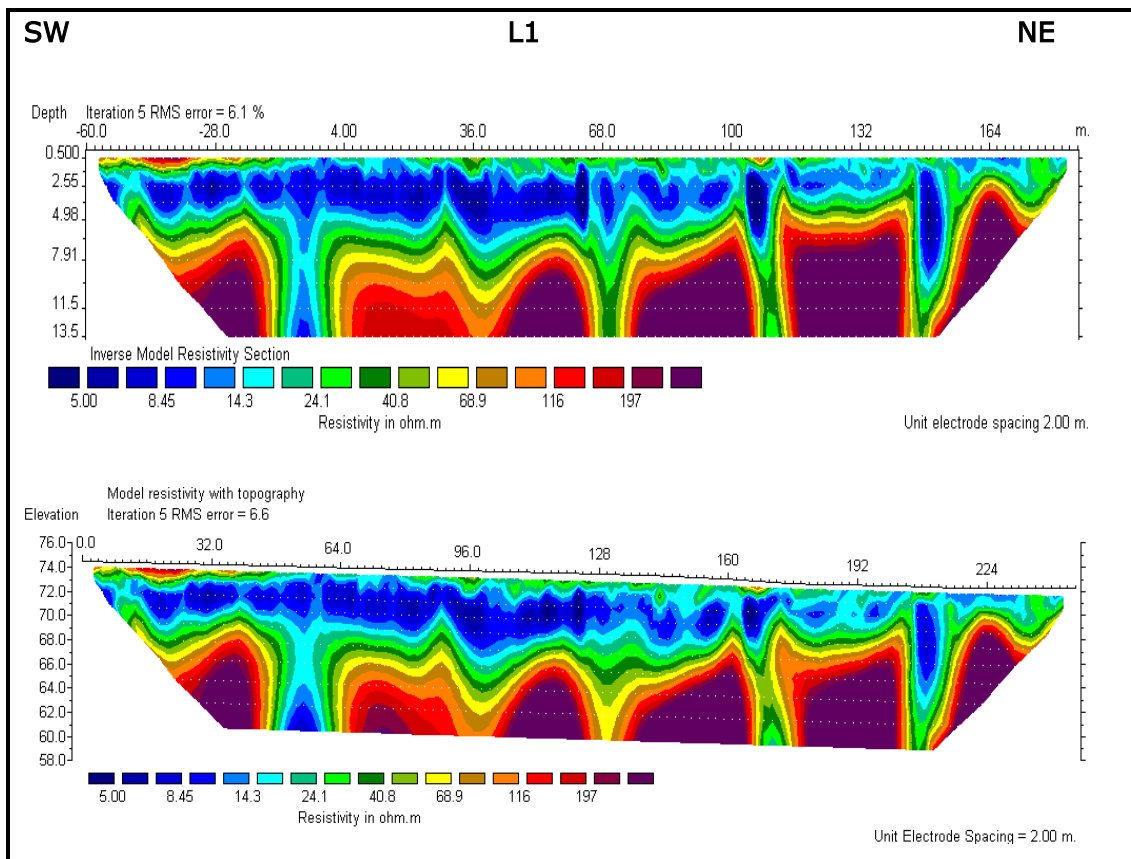 SW L1 NE
Depth Iteration 5 RMS error = 6.1 %
-60.0 -28.0 4.00 36.0 68.0 100 132 164 m.
0.500
2.55
4.98
7.91
11.5
13.5
Inverse Model Resistivity Section
5.00 8.45 14.3 24.1 40.8 68.9 116 197
Resistivity in ohm.m Unit electrode spacing 2.00 m.
Model resistivity with topography
Elevation Iteration 5 RMS error = 6.6
76.0 0.0 32.0 64.0 96.0 128 160 192 224
74.0
72.0
70.0
68.0
66.0
64.0
62.0
60.0
58.0
5.00 8.45 14.3 24.1 40.8 68.9 116 197
Resistivity in ohm.m
Unit Electrode Spacing = 2.00 m.